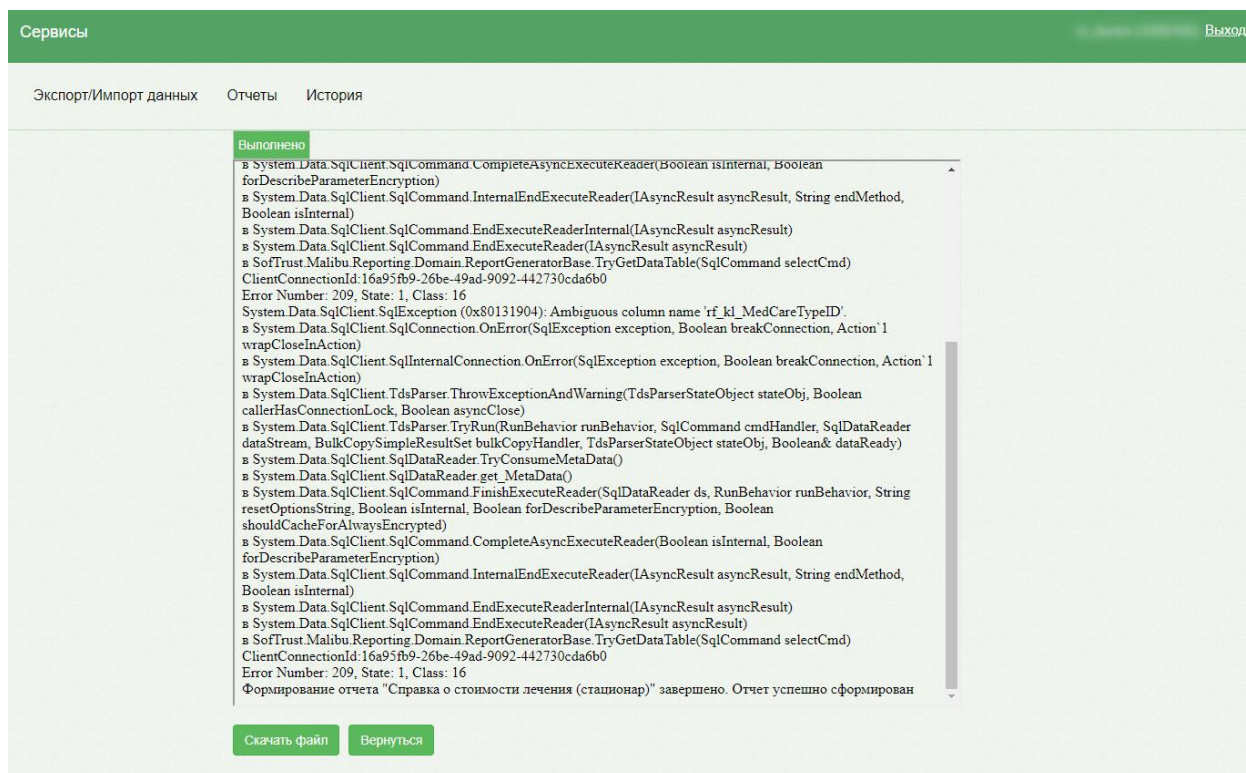 Сервисы
Выход
Экспорт/Импорт данных Отчеты История
Выполнено
в System.Data.SqlClient.SqlCommand.CompleteAsyncExecuteReader(Boolean isInternal, Boolean
forDescribeParameterEncryption)
в System.Data.SqlClient.SqlCommand.InternalEndExecuteReader(IAsyncResult asyncResult, String endMethod,
Boolean isInternal)
в System.Data.SqlClient.SqlCommand.EndExecuteReaderInternal(IAsyncResult asyncResult)
в System.Data.SqlClient.SqlCommand.EndExecuteReader(IAsyncResult asyncResult)
в SofTrust.Malibu.Reporting.Domain.ReportGeneratorBase.TryGetDataTable(SqlCommand selectCmd)
ClientConnectionId:16a95fb9-26be-49ad-9092-442730cda6b0
Error Number: 209, State: 1, Class: 16
System.Data.SqlClient.SqlException (0x80131904): Ambiguous column name 'rf_kl_MedCareTypeID'.
в System.Data.SqlClient.SqlConnection.OnError(SqlException exception, Boolean breakConnection, Action`1
wrapCloseInAction)
в System.Data.SqlClient.SqlInternalConnection.OnError(SqlException exception, Boolean breakConnection, Action`1
wrapCloseInAction)
в System.Data.SqlClient.TdsParser.ThrowExceptionAndWarning(TdsParserStateObject stateObj, Boolean
callerHasConnectionLock, Boolean asyncClose)
в System.Data.SqlClient.TdsParser.TryRun(RunBehavior runBehavior, SqlCommand cmdHandler, SqlDataReader
dataStream, BulkCopySimpleResultSet bulkCopyHandler, TdsParserStateObject stateObj, Boolean& dataReady)
в System.Data.SqlClient.SqlDataReader.TryConsumeMetaData()
в System.Data.SqlClient.SqlDataReader.get_MetaData()
в System.Data.SqlClient.SqlCommand.FinishExecuteReader(SqlDataReader ds, RunBehavior runBehavior, String
resetOptionsString, Boolean isInternal, Boolean forDescribeParameterEncryption, Boolean
shouldCacheForAlwaysEncrypted)
в System.Data.SqlClient.SqlCommand.CompleteAsyncExecuteReader(Boolean isInternal, Boolean
forDescribeParameterEncryption)
в System.Data.SqlClient.SqlCommand.InternalEndExecuteReader(IAsyncResult asyncResult, String endMethod,
Boolean isInternal)
в System.Data.SqlClient.SqlCommand.EndExecuteReaderInternal(IAsyncResult asyncResult)
в System.Data.SqlClient.SqlCommand.EndExecuteReader(IAsyncResult asyncResult)
в SofTrust.Malibu.Reporting.Domain.ReportGeneratorBase.TryGetDataTable(SqlCommand selectCmd)
ClientConnectionId:16a95fb9-26be-49ad-9092-442730cda6b0
Error Number: 209, State: 1, Class: 16
Формирование отчета "Справка о стоимости лечения (стационар)" завершено. Отчет успешно сформирован
Скачать файл Вернуться